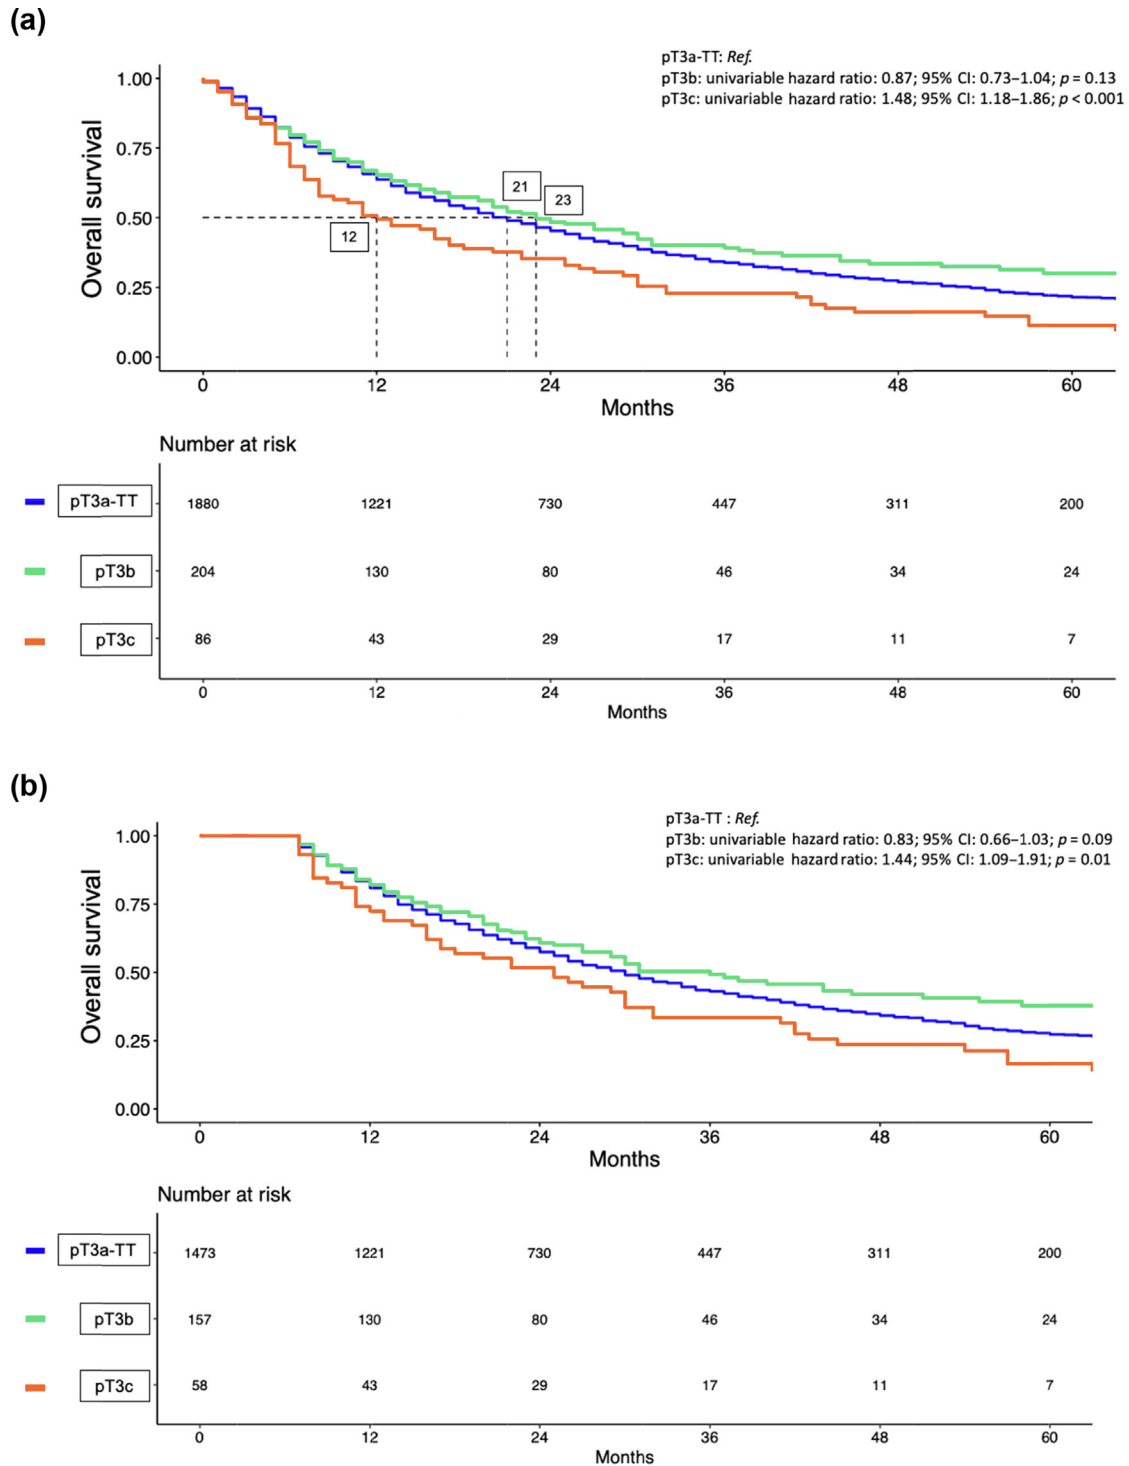 (a)
pT3a-TT: Ref.
pT3b: univariable hazard ratio: 0.87; 95% CI: 0.73–1.04; p = 0.13
pT3c: univariable hazard ratio: 1.48; 95% CI: 1.18–1.86; p < 0.001
Overall survival
1.00
0.75
0.50
0.25
0.00
21
23
12
0 12 24 36 48 60
Months
Number at risk
pT3a-TT 1880 1221 730 447 311 200
pT3b 204 130 80 46 34 24
pT3c 86 43 29 17 11 7
0 12 24 36 48 60
Months
(b)
pT3a-TT : Ref.
pT3b: univariable hazard ratio: 0.83; 95% CI: 0.66–1.03; p = 0.09
pT3c: univariable hazard ratio: 1.44; 95% CI: 1.09–1.91; p = 0.01
Overall survival
1.00
0.75
0.50
0.25
0.00
0 12 24 36 48 60
Months
Number at risk
pT3a-TT 1473 1221 730 447 311 200
pT3b 157 130 80 46 34 24
pT3c 58 43 29 17 11 7
0 12 24 36 48 60
Months